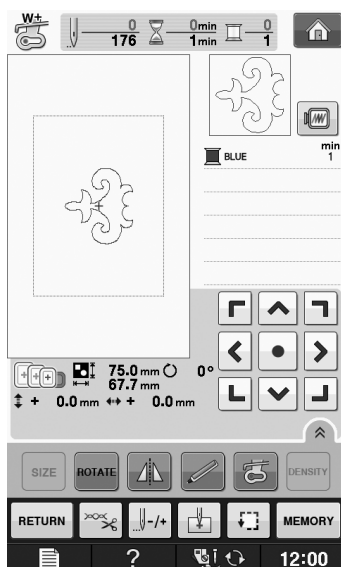 W+ 0 0min 0
176 1min 1
min
BLUE 1
75.0 mm 0°
67.7 mm
+ 0.0 mm + 0.0 mm
SIZE ROTATE DENSITY
RETURN -/+ MEMORY
? 12:00